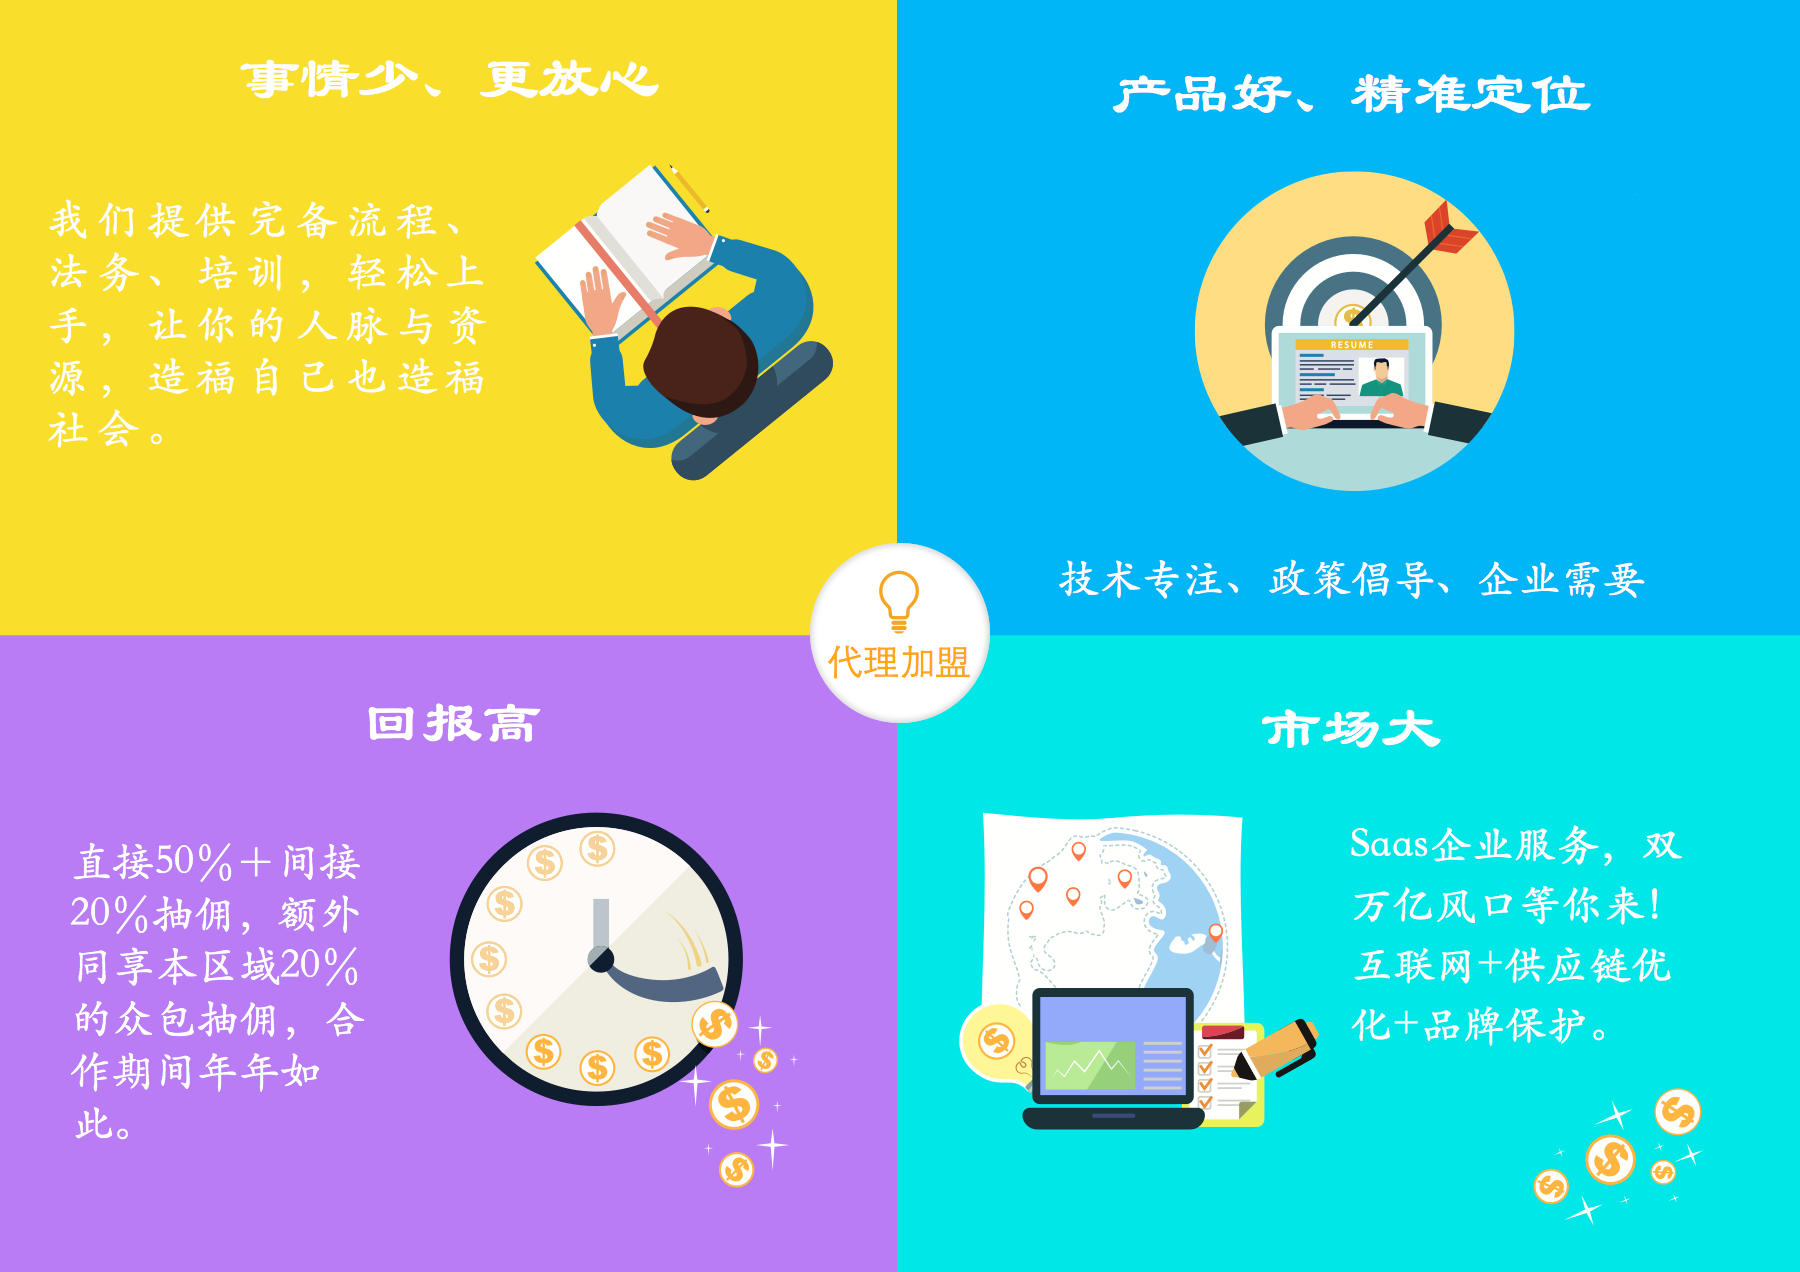 事情少、更放心
我们提供完备流程、
法务、培训，轻松上
手，让你的人脉与资
源，造福自己也造福
社会。
产品好、精准定位
RESUME
技术专注、政策倡导、企业需要
代理加盟
回报高
直接50%+间接
20%抽佣，额外
同享本区域20%
的众包抽佣，合
作期间年年如
此。
市场大
Saas企业服务，双
万亿风口等你来！
互联网+供应链优
化+品牌保护。